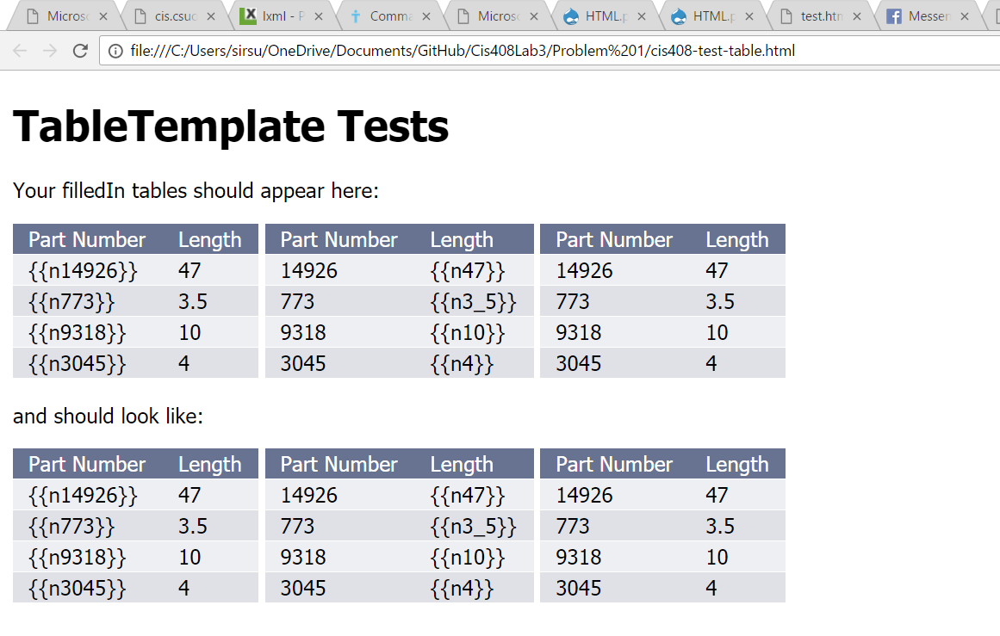 Microso cis.csuc lxml - P Comma Microso HTML.p HTML.p test.htm Messen
file:///C:/Users/sirsu/OneDrive/Documents/GitHub/Cis408Lab3/Problem%201/cis408-test-table.html
TableTemplate Tests
Your filledIn tables should appear here:
Part Number Length Part Number Length Part Number Length
{{n14926}} 47 14926 {{n47}} 14926 47
{{n773}} 3.5 773 {{n3_5}} 773 3.5
{{n9318}} 10 9318 {{n10}} 9318 10
{{n3045}} 4 3045 {{n4}} 3045 4
and should look like:
Part Number Length Part Number Length Part Number Length
{{n14926}} 47 14926 {{n47}} 14926 47
{{n773}} 3.5 773 {{n3_5}} 773 3.5
{{n9318}} 10 9318 {{n10}} 9318 10
{{n3045}} 4 3045 {{n4}} 3045 4